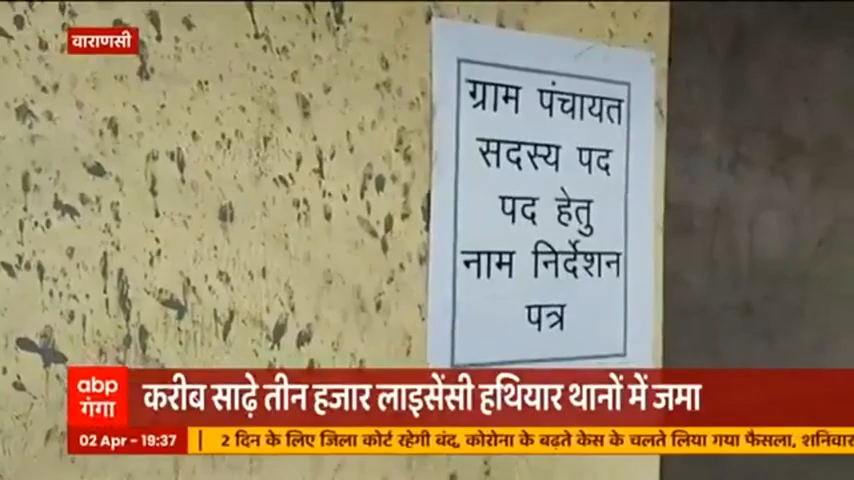 वाराणसी
ग्राम पंचायत
सदस्य पद
पद हेतु
नाम निर्देशन
पत्र
abp
गंगा
करीब साढ़े तीन हजार लाइसेंसी हथियार थानों में जमा
02 Apr - 19:37
2 दिन के लिए जिला कोर्ट रहेगी बंद, कोरोना के बढ़ते केस के चलते लिया गया फैसला, शनिवार